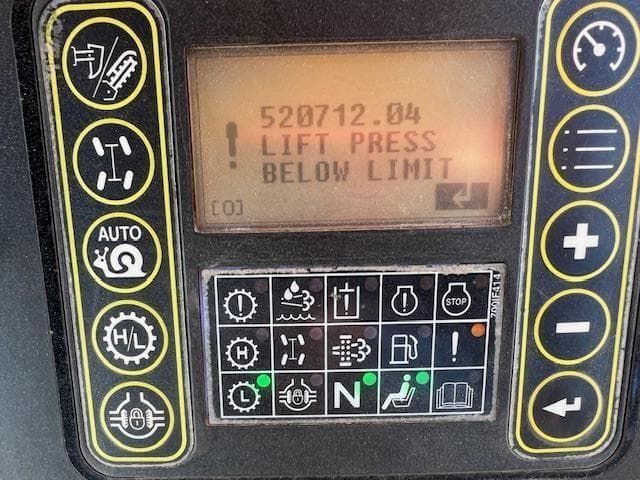 520712.04
LIFT PRESS
BELOW LIMIT
[0]
AUTO
H/L
STOP
H
L
N